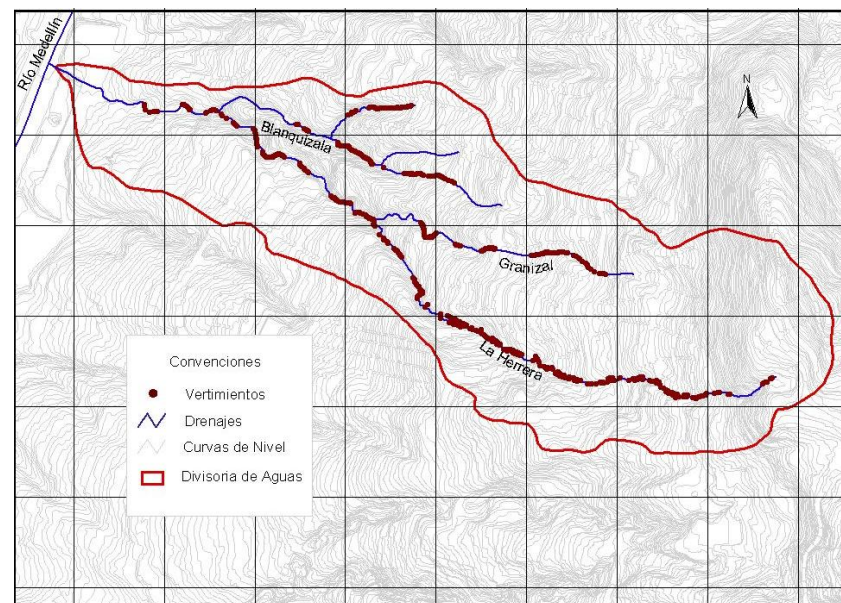 Río Medellín
N
Blanquizala
Granizal
La Herrera
Convenciones
Vertimientos
Drenajes
Curvas de Nivel
Divisoria de Aguas